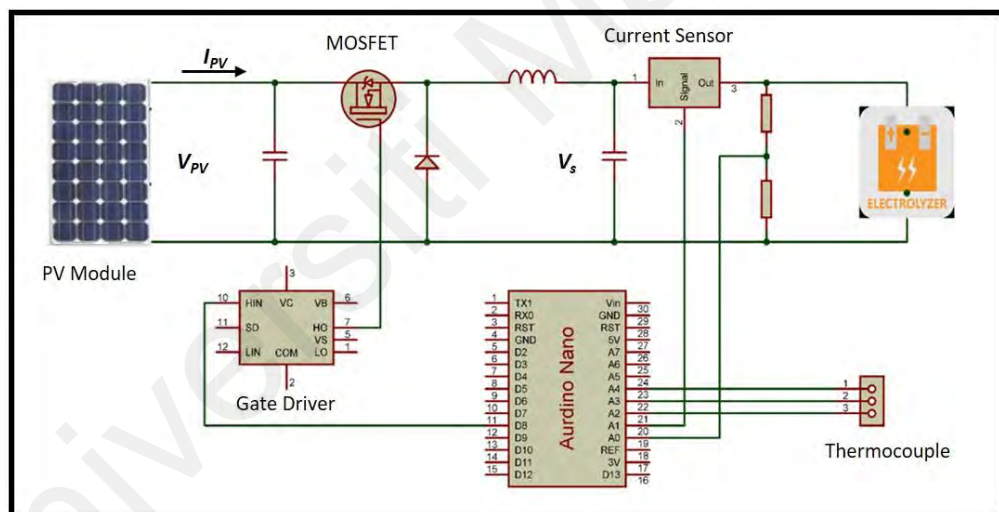 MOSFET
Current Sensor
I_PV
1 In Signal Out 3
2
V_PV
V_s
ELECTROLYZER
PV Module
3
10 HIN VC VB 6
11 SD HO 7
VS 5
12 LIN COM LO 1
2
Gate Driver
Aurdino Nano
1 TX1 Vin 30
2 RX0 GND 29
3 RST RST 28
4 GND 5V 27
5 D2 A7 26
6 D3 A6 25
7 D4 A5 24
8 D5 A4 23
9 D6 A3 22
10 D7 A2 21
11 D8 A1 20
12 D9 A0 19
13 D10 REF 18
14 D11 3V 17
15 D12 D13 16
1
2
3
Thermocouple
Universiti M